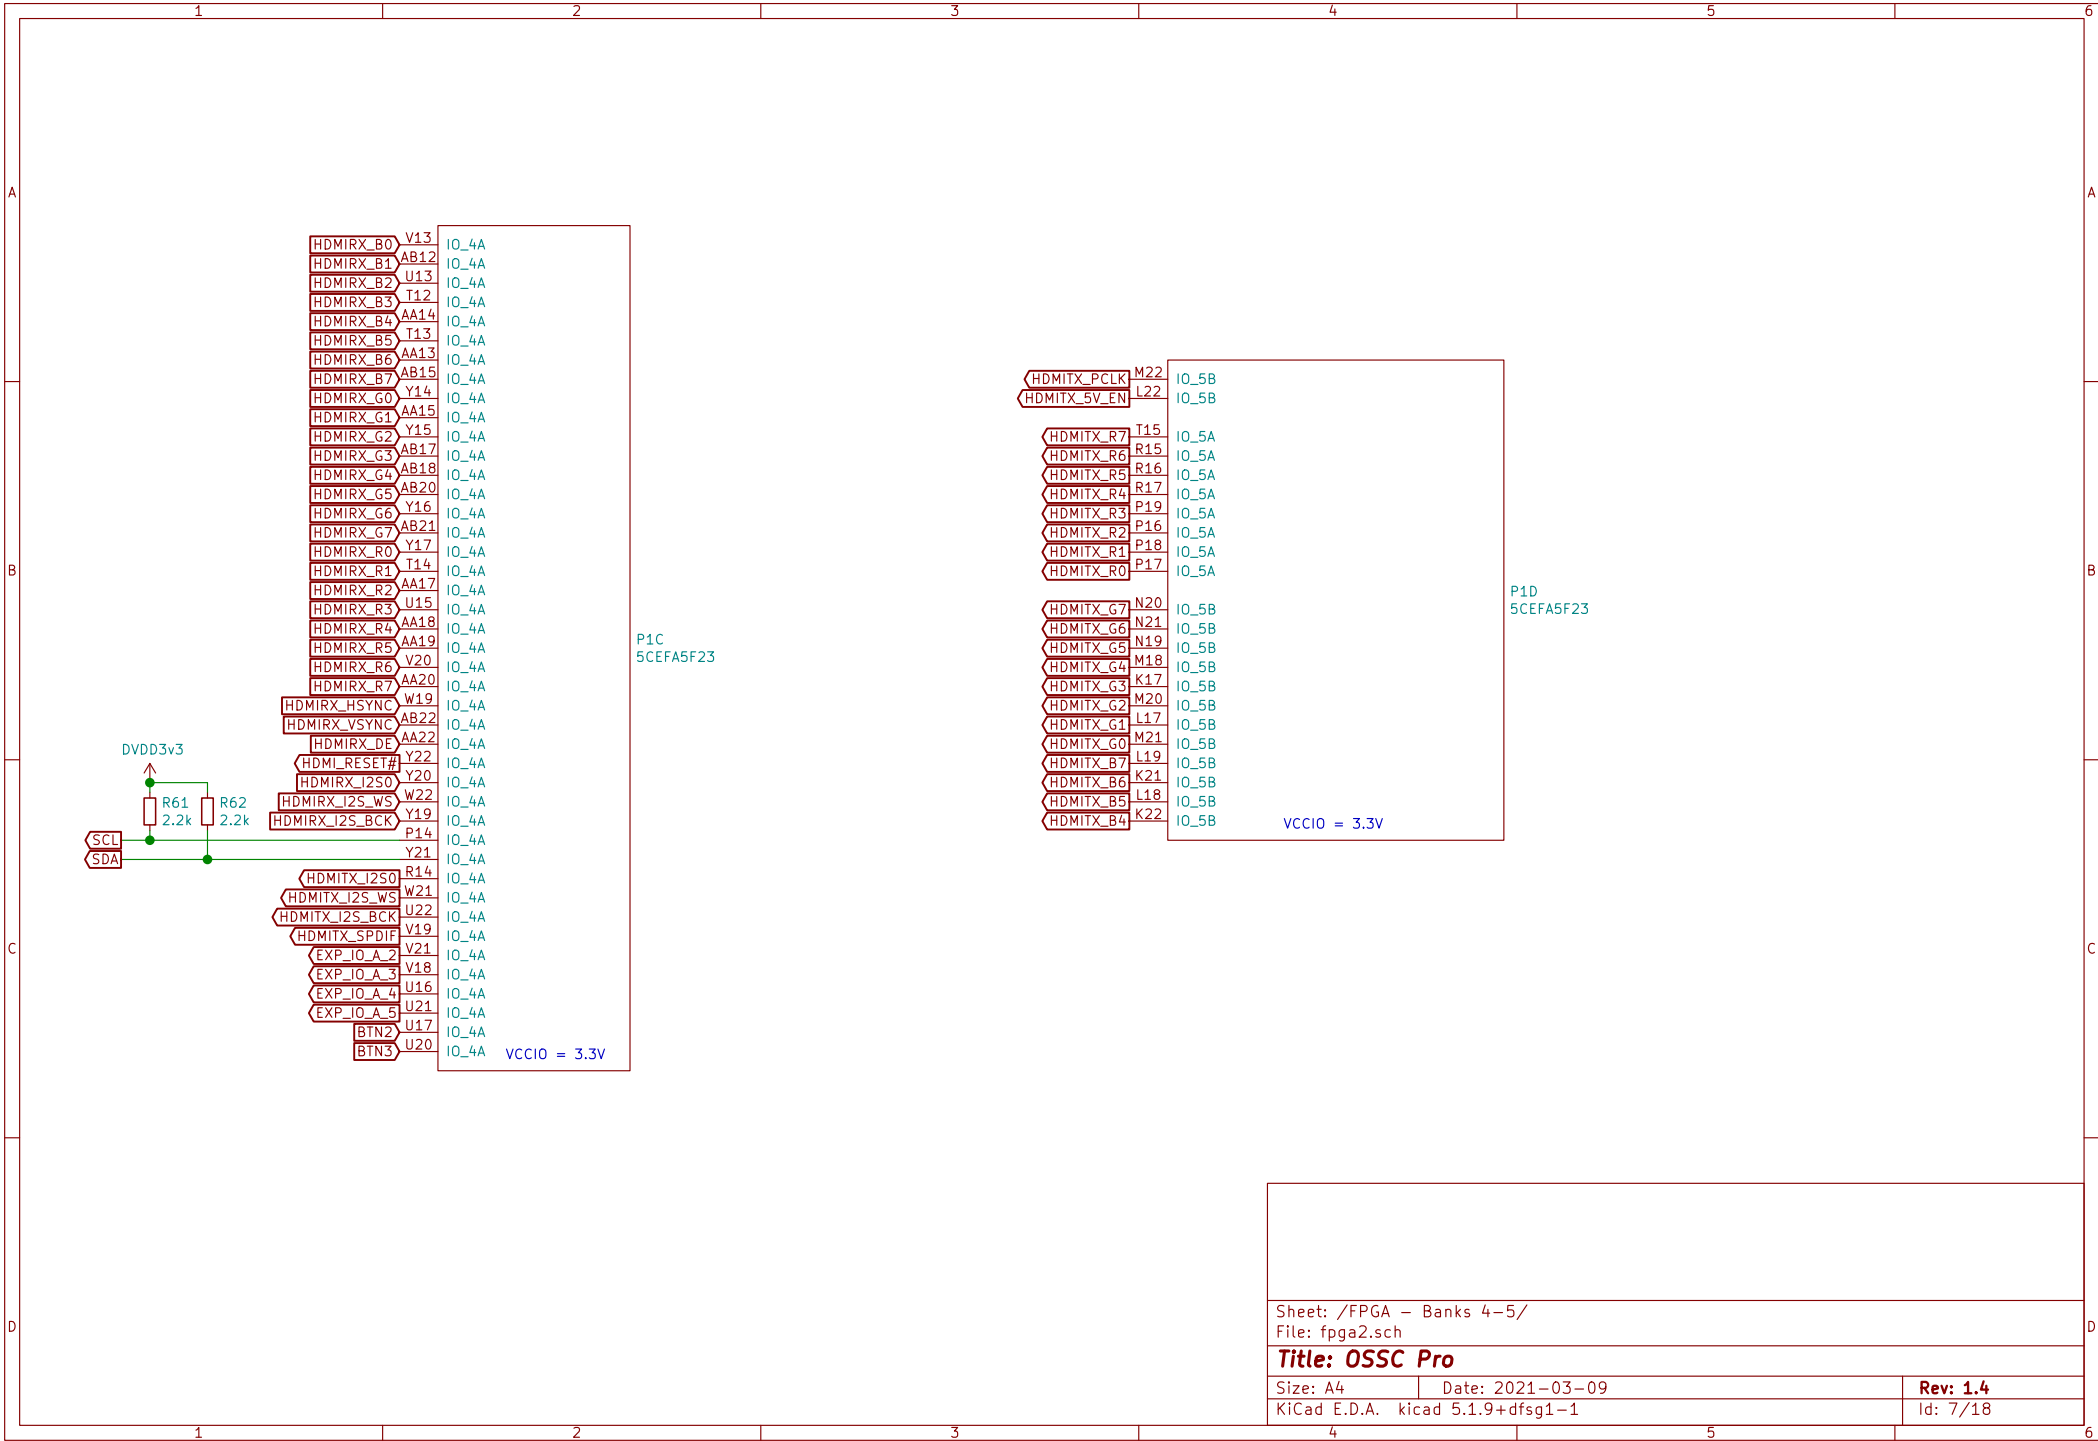 1 2 3 4 5 6
A A
B B
C C
D D
HDMIRX_B0 V13 IO_4A
HDMIRX_B1 AB12 IO_4A
HDMIRX_B2 U13 IO_4A
HDMIRX_B3 T12 IO_4A
HDMIRX_B4 AA14 IO_4A
HDMIRX_B5 T13 IO_4A
HDMIRX_B6 AA13 IO_4A
HDMIRX_B7 AB15 IO_4A
HDMIRX_G0 Y14 IO_4A
HDMIRX_G1 AA15 IO_4A
HDMIRX_G2 Y15 IO_4A
HDMIRX_G3 AB17 IO_4A
HDMIRX_G4 AB18 IO_4A
HDMIRX_G5 AB20 IO_4A
HDMIRX_G6 Y16 IO_4A
HDMIRX_G7 AB21 IO_4A
HDMIRX_R0 Y17 IO_4A
HDMIRX_R1 T14 IO_4A
HDMIRX_R2 AA17 IO_4A
HDMIRX_R3 U15 IO_4A
HDMIRX_R4 AA18 IO_4A
HDMIRX_R5 AA19 IO_4A
HDMIRX_R6 V20 IO_4A
HDMIRX_R7 AA20 IO_4A
HDMIRX_HSYNC W19 IO_4A
HDMIRX_VSYNC AB22 IO_4A
HDMIRX_DE AA22 IO_4A
HDMI_RESET# Y22 IO_4A
HDMIRX_I2S0 Y20 IO_4A
HDMIRX_I2S_WS W22 IO_4A
HDMIRX_I2S_BCK Y19 IO_4A
SCL P14 IO_4A
SDA Y21 IO_4A
HDMITX_I2S0 R14 IO_4A
HDMITX_I2S_WS W21 IO_4A
HDMITX_I2S_BCK U22 IO_4A
HDMITX_SPDIF V19 IO_4A
EXP_IO_A_2 V21 IO_4A
EXP_IO_A_3 V18 IO_4A
EXP_IO_A_4 U16 IO_4A
EXP_IO_A_5 U21 IO_4A
BTN2 U17 IO_4A
BTN3 U20 IO_4A
VCCIO = 3.3V
P1C
5CEFA5F23
DVDD3v3
R61
2.2k
R62
2.2k
HDMITX_PCLK M22 IO_5B
HDMITX_5V_EN L22 IO_5B
HDMITX_R7 T15 IO_5A
HDMITX_R6 R15 IO_5A
HDMITX_R5 R16 IO_5A
HDMITX_R4 R17 IO_5A
HDMITX_R3 P19 IO_5A
HDMITX_R2 P16 IO_5A
HDMITX_R1 P18 IO_5A
HDMITX_R0 P17 IO_5A
HDMITX_G7 N20 IO_5B
HDMITX_G6 N21 IO_5B
HDMITX_G5 N19 IO_5B
HDMITX_G4 M18 IO_5B
HDMITX_G3 K17 IO_5B
HDMITX_G2 M20 IO_5B
HDMITX_G1 L17 IO_5B
HDMITX_G0 M21 IO_5B
HDMITX_B7 L19 IO_5B
HDMITX_B6 K21 IO_5B
HDMITX_B5 L18 IO_5B
HDMITX_B4 K22 IO_5B
VCCIO = 3.3V
P1D
5CEFA5F23
Sheet: /FPGA - Banks 4-5/
File: fpga2.sch
Title: OSSC Pro
Size: A4 Date: 2021-03-09 Rev: 1.4
KiCad E.D.A. kicad 5.1.9+dfsg1-1 Id: 7/18
1 2 3 4 5 6